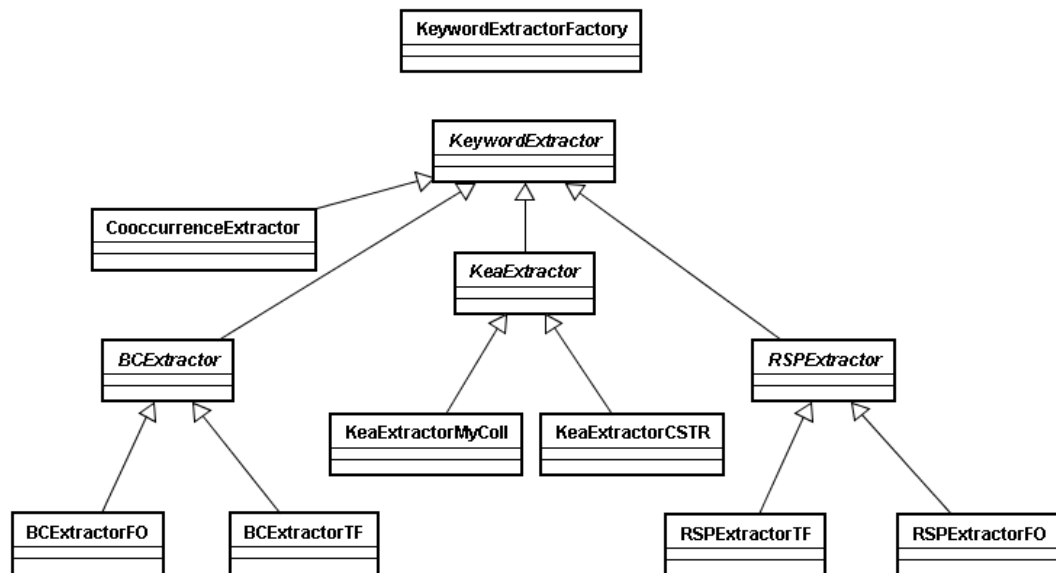 KeywordExtractorFactory
KeywordExtractor
CooccurrenceExtractor
KeaExtractor
BCExtractor
RSPExtractor
KeaExtractorMyColl
KeaExtractorCSTR
BCExtractorFO
BCExtractorTF
RSPExtractorTF
RSPExtractorFO